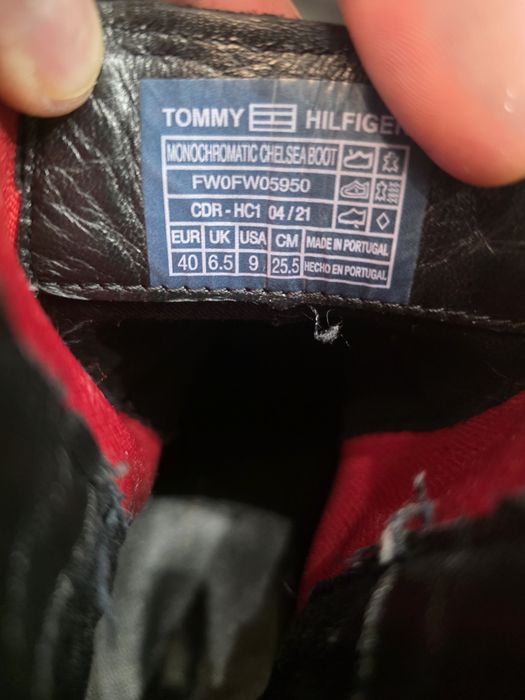 TOMMY HILFIGER
MONOCHROMATIC CHELSEA BOOT
FW0FW05950
CDR - HC1 04 / 21
EUR UK USA CM MADE IN PORTUGAL
40 6.5 9 25.5 HECHO EN PORTUGAL